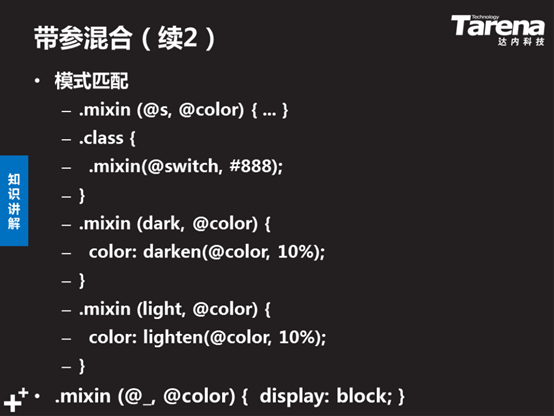 带参混合（续2）
Technology
Tarena
达内科技
• 模式匹配
– .mixin (@s, @color) { ... }
– .class {
–   .mixin(@switch, #888);
– }
– .mixin (dark, @color) {
–   color: darken(@color, 10%);
– }
– .mixin (light, @color) {
–   color: lighten(@color, 10%);
– }
• .mixin (@_, @color) {  display: block; }
知识讲解
++